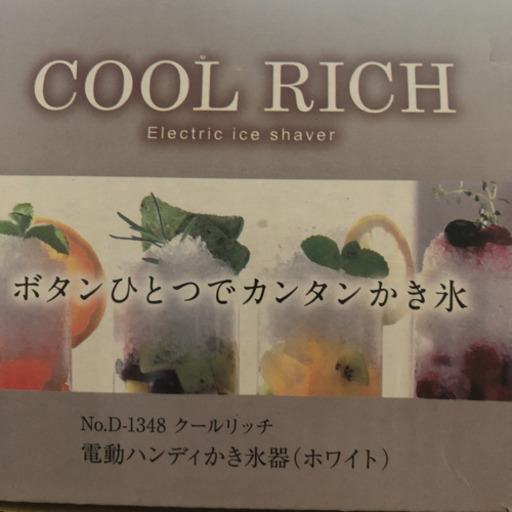 COOL RICH
Electric ice shaver
ボタンひとつでカンタンかき氷
No.D-1348 クールリッチ
電動ハンディかき氷器(ホワイト)